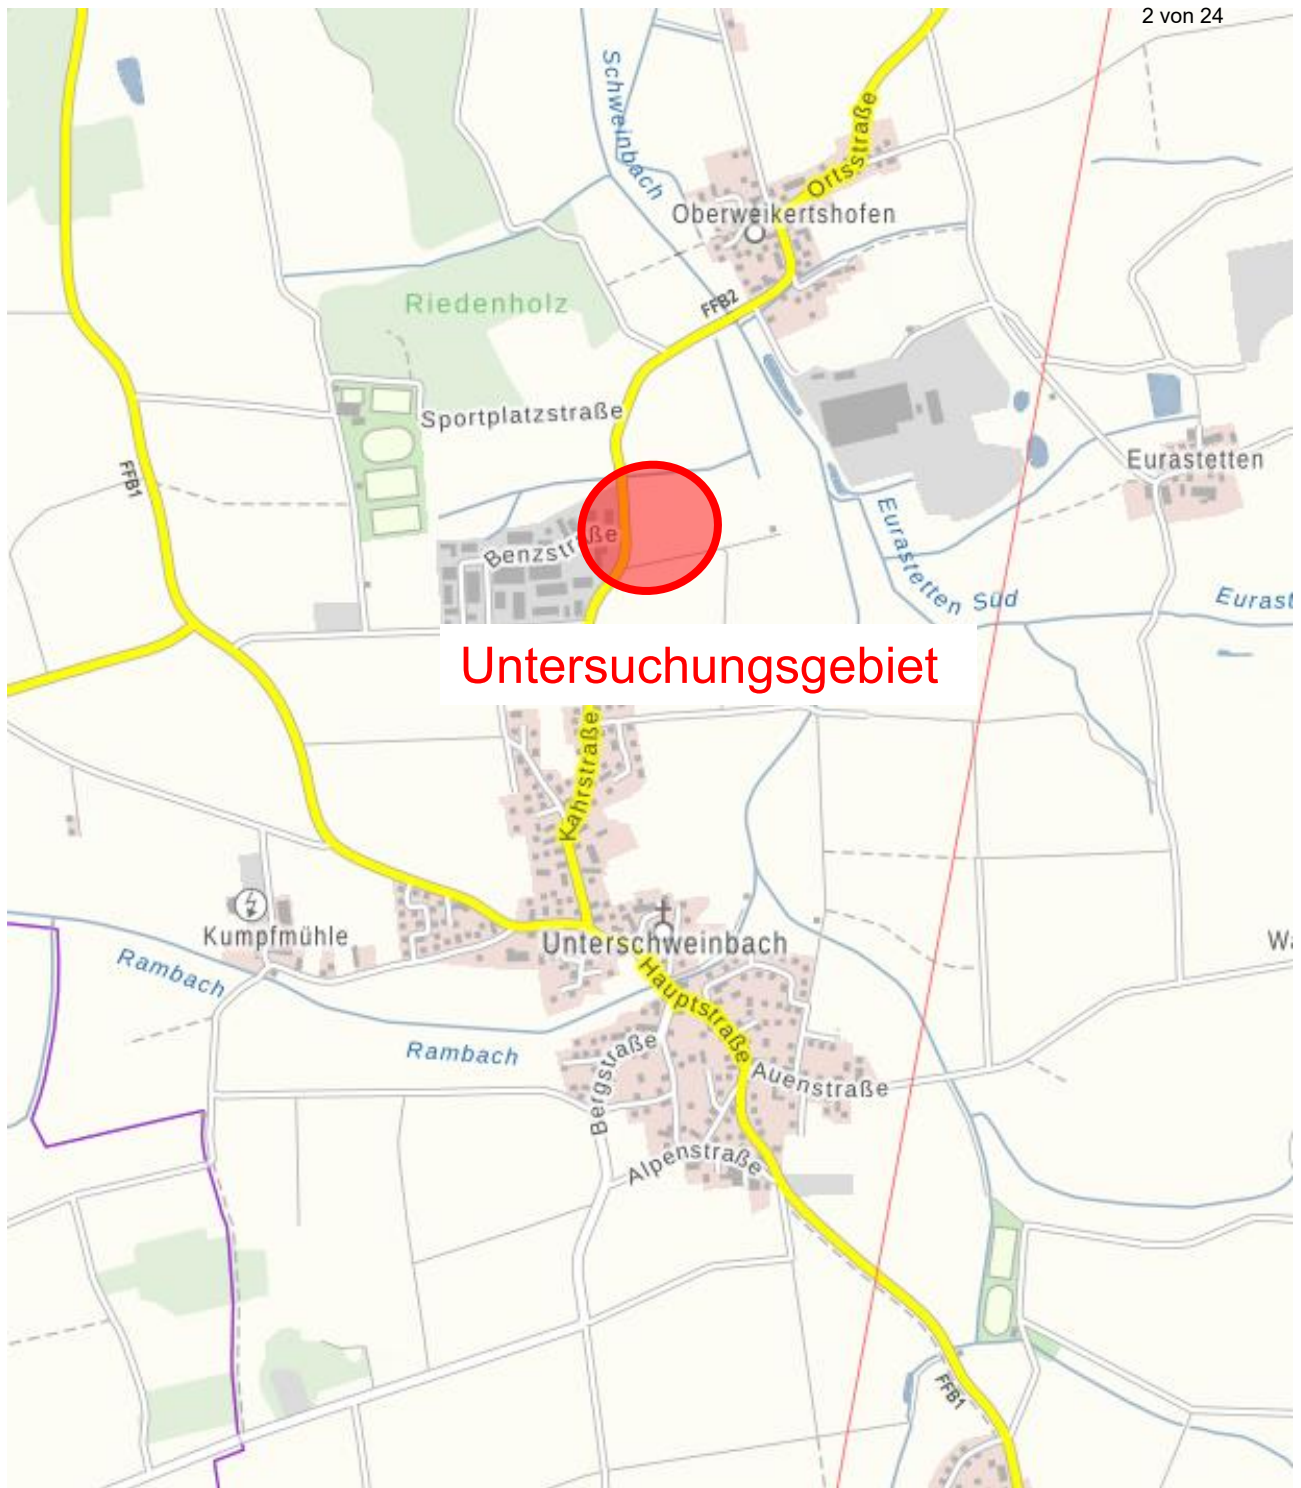 2 von 24
Schweinbach
Ortsstraße
Oberweikertshofen
Riedenholz
FFB2
Sportplatzstraße
FFB1
Eurastetten
Benzstraße
Eurastetten Süd
Eurast
Untersuchungsgebiet
Kahrstraße
Kumpfmühle
Unterschweinbach
Wa
Rambach
Hauptstraße
Rambach
Bergstraße
Auenstraße
Alpenstraße
FFB1